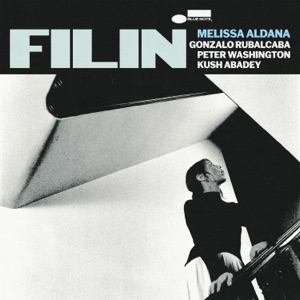 BLUE NOTE
FILIN
MELISSA ALDANA
GONZALO RUBALCABA
PETER WASHINGTON
KUSH ABADEY